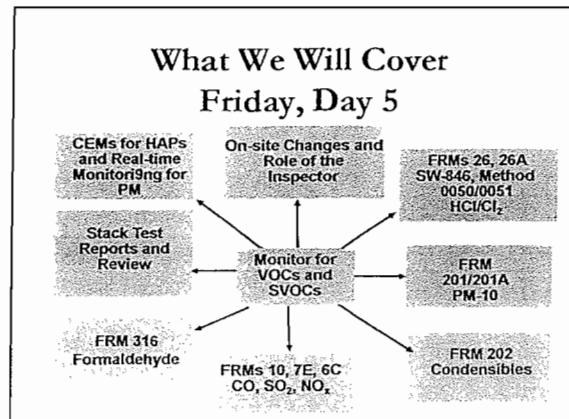 What We Will Cover
Friday, Day 5
CEMs for HAPs
and Real-time
Monitori9ng for
PM
On-site Changes and
Role of the
Inspector
FRMs 26, 26A
SW-846, Method
0050/0051
HCl/Cl₂
Stack Test
Reports and
Review
Monitor for
VOCs and
SVOCs
FRM
201/201A
PM-10
FRM 316
Formaldehyde
FRMs 10, 7E, 6C
CO, SO₂, NOₓ
FRM 202
Condensibles